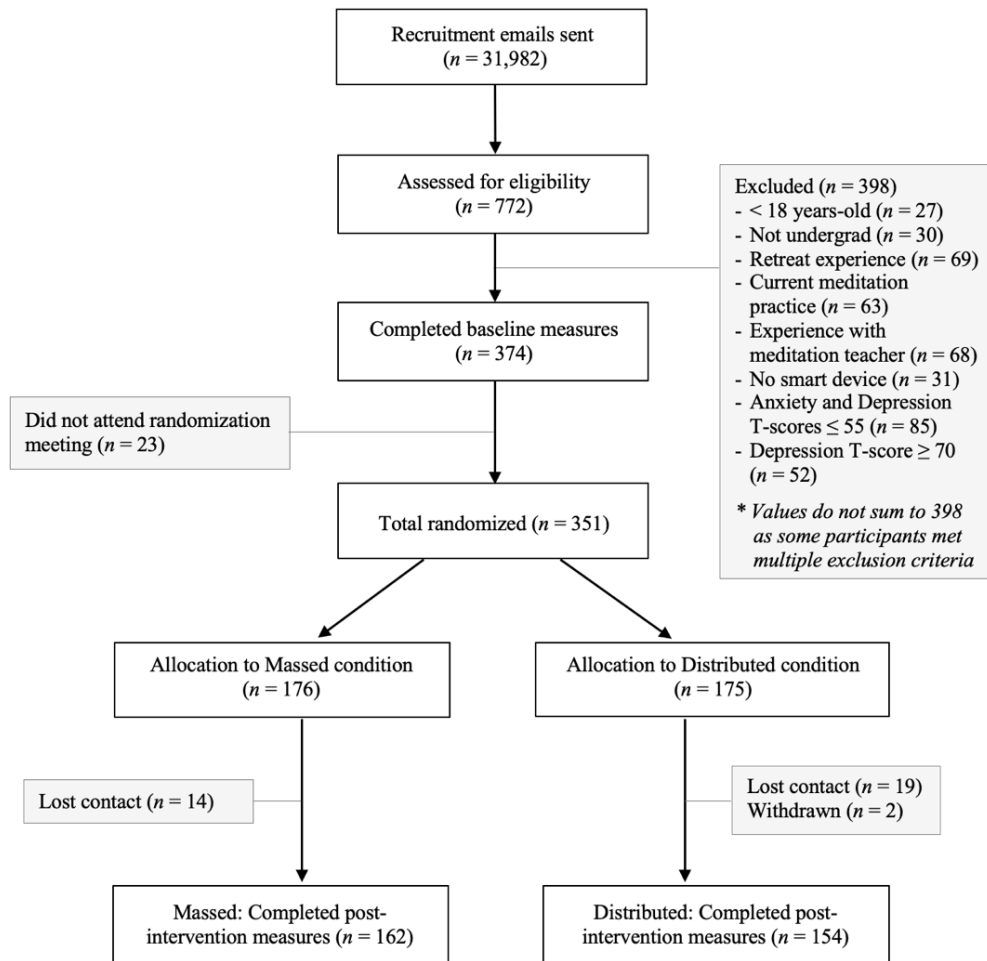 Recruitment emails sent
(n = 31,982)
Assessed for eligibility
(n = 772)
Excluded (n = 398)
- < 18 years-old (n = 27)
- Not undergrad (n = 30)
- Retreat experience (n = 69)
- Current meditation
practice (n = 63)
- Experience with
meditation teacher (n = 68)
- No smart device (n = 31)
- Anxiety and Depression
T-scores ≤ 55 (n = 85)
- Depression T-score ≥ 70
(n = 52)
* Values do not sum to 398
as some participants met
multiple exclusion criteria
Completed baseline measures
(n = 374)
Did not attend randomization
meeting (n = 23)
Total randomized (n = 351)
Allocation to Massed condition
(n = 176)
Allocation to Distributed condition
(n = 175)
Lost contact (n = 14)
Lost contact (n = 19)
Withdrawn (n = 2)
Massed: Completed post-
intervention measures (n = 162)
Distributed: Completed post-
intervention measures (n = 154)